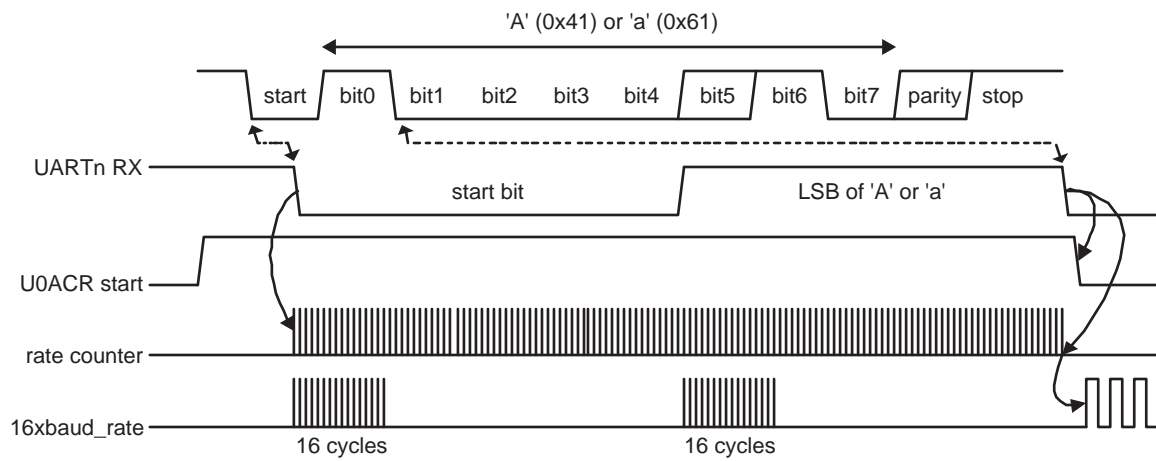 'A' (0x41) or 'a' (0x61)
start bit0 bit1 bit2 bit3 bit4 bit5 bit6 bit7 parity stop
UARTn RX
start bit LSB of 'A' or 'a'
U0ACR start
rate counter
16xbaud_rate
16 cycles 16 cycles